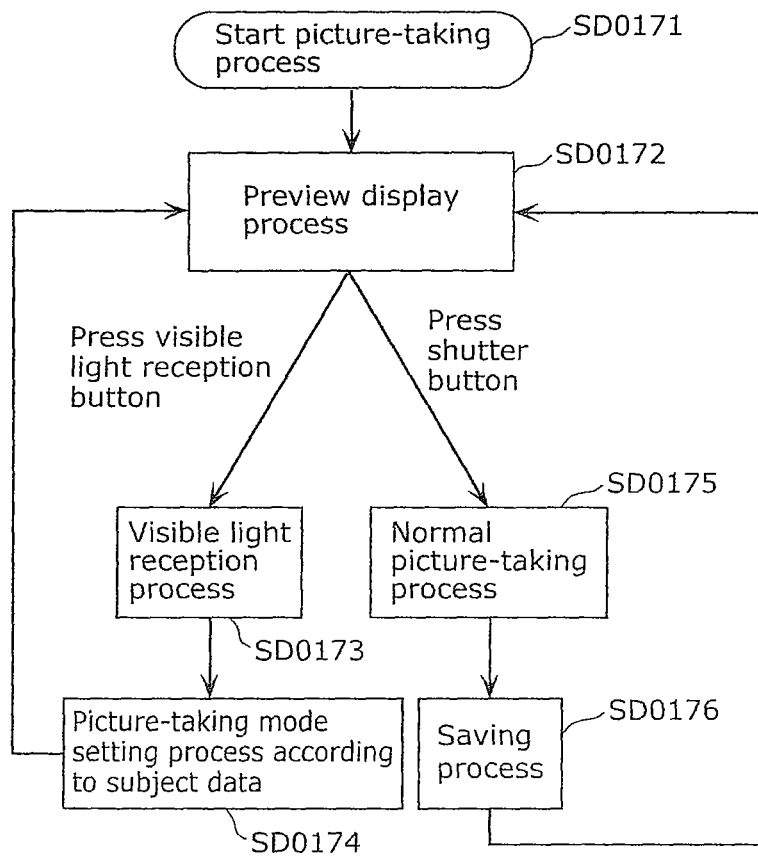 Start picture-taking
process
SD0171
SD0172
Preview display
process
Press visible
light reception
button
Press
shutter
button
SD0175
Visible light
reception
process
Normal
picture-taking
process
SD0173
SD0176
Picture-taking mode
setting process according
to subject data
Saving
process
SD0174